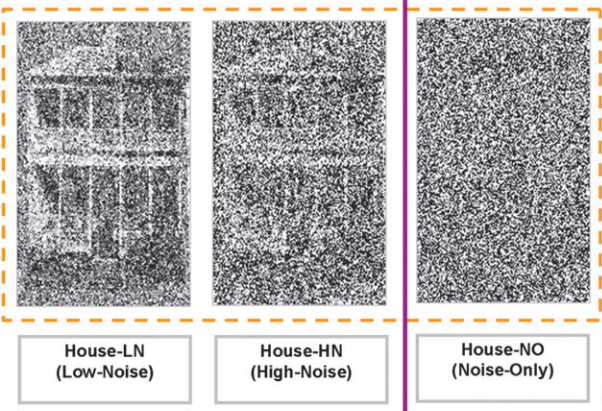 House-LN
(Low-Noise)
House-HN
(High-Noise)
House-NO
(Noise-Only)